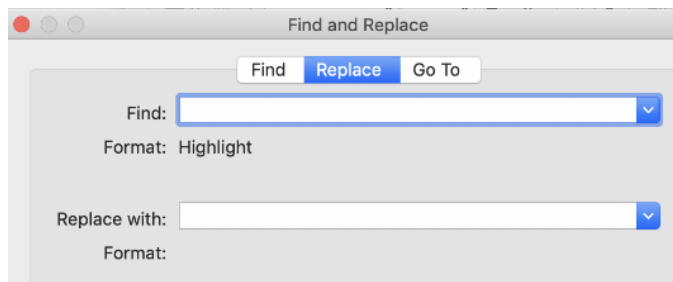 Find and Replace
Find Replace Go To
Find:
Format: Highlight
Replace with:
Format: